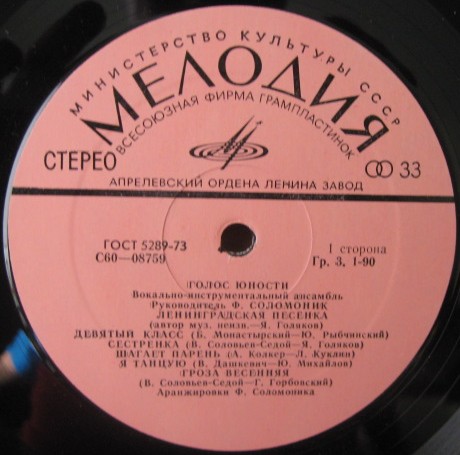 МИНИСТЕРСТВО КУЛЬТУРЫ СССР
МЕЛОДИЯ
ВСЕСОЮЗНАЯ ФИРМА ГРАМПЛАСТИНОК
СТЕРЕО
33
АПРЕЛЕВСКИЙ ОРДЕНА ЛЕНИНА ЗАВОД
ГОСТ 5289-73
С60—08759
1 сторона
Гр. 3, 1-90
ГОЛОС ЮНОСТИ
Вокально-инструментальный ансамбль
Руководитель Ф. СОЛОМОНИК
ЛЕНИНГРАДСКАЯ ПЕСЕНКА
(автор муз. неизв.—Я. Голяков)
ДЕВЯТЫЙ КЛАСС (Б. Монастырский—Ю. Рыбчинский)
СЕСТРЕНКА (В. Соловьев-Седой—Я. Голяков)
ШАГАЕТ ПАРЕНЬ (А. Колкер—Л. Куклин)
Я ТАНЦУЮ (В. Дашкевич—Ю. Михайлов)
ГРОЗА ВЕСЕННЯЯ
(В. Соловьев-Седой—Г. Горбовский)
Аранжировки Ф. Соломоника